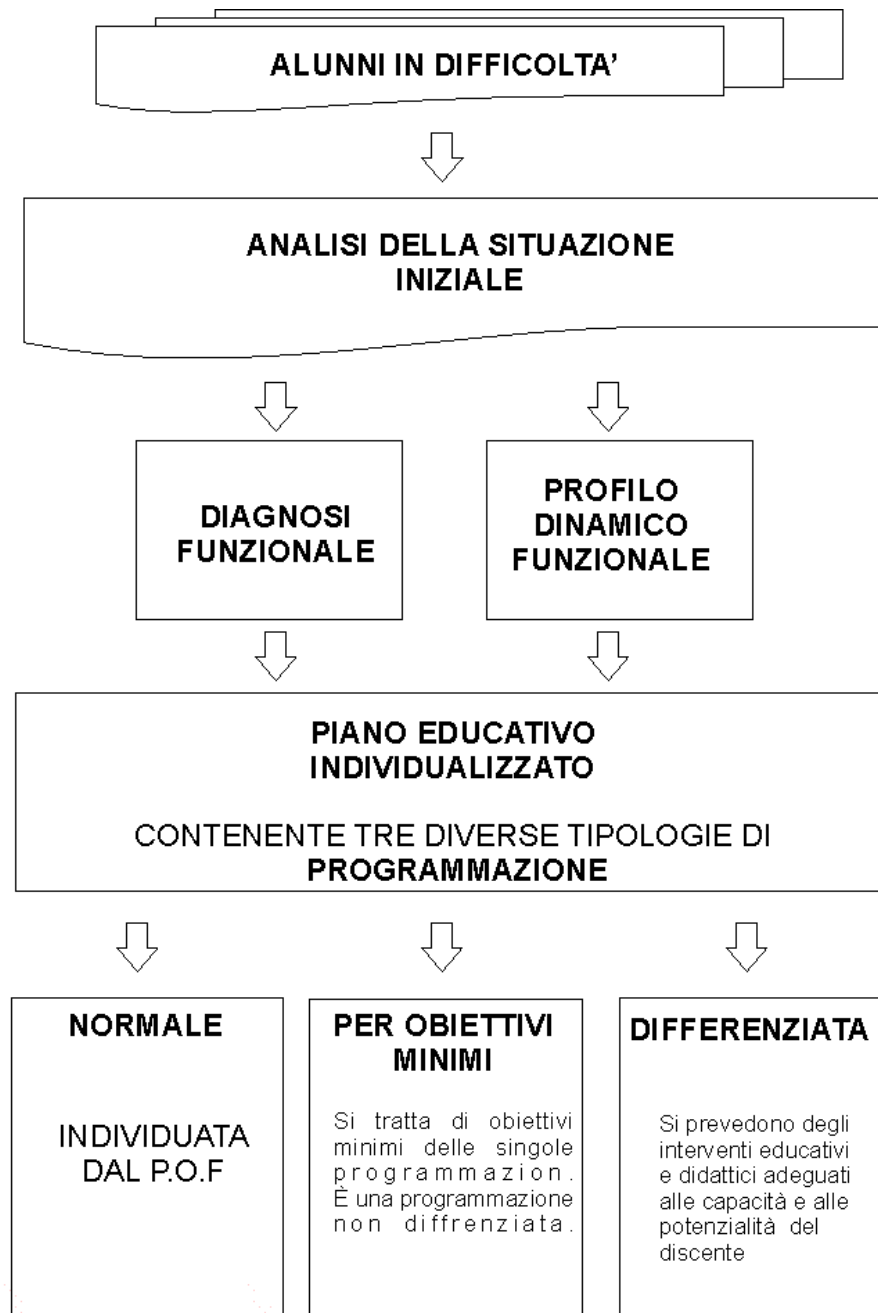 ALUNNI IN DIFFICOLTA'
ANALISI DELLA SITUAZIONE
INIZIALE
DIAGNOSI
FUNZIONALE
PROFILO
DINAMICO
FUNZIONALE
PIANO EDUCATIVO
INDIVIDUALIZZATO
CONTENENTE TRE DIVERSE TIPOLOGIE DI
PROGRAMMAZIONE
NORMALE
INDIVIDUATA
DAL P.O.F
PER OBIETTIVI
MINIMI
Si tratta di obiettivi
minimi delle singole
programmazion.
È una programmazione
non diffrenziata.
DIFFERENZIATA
Si prevedono degli
interventi educativi
e didattici adeguati
alle capacità e alle
potenzialità del
discente